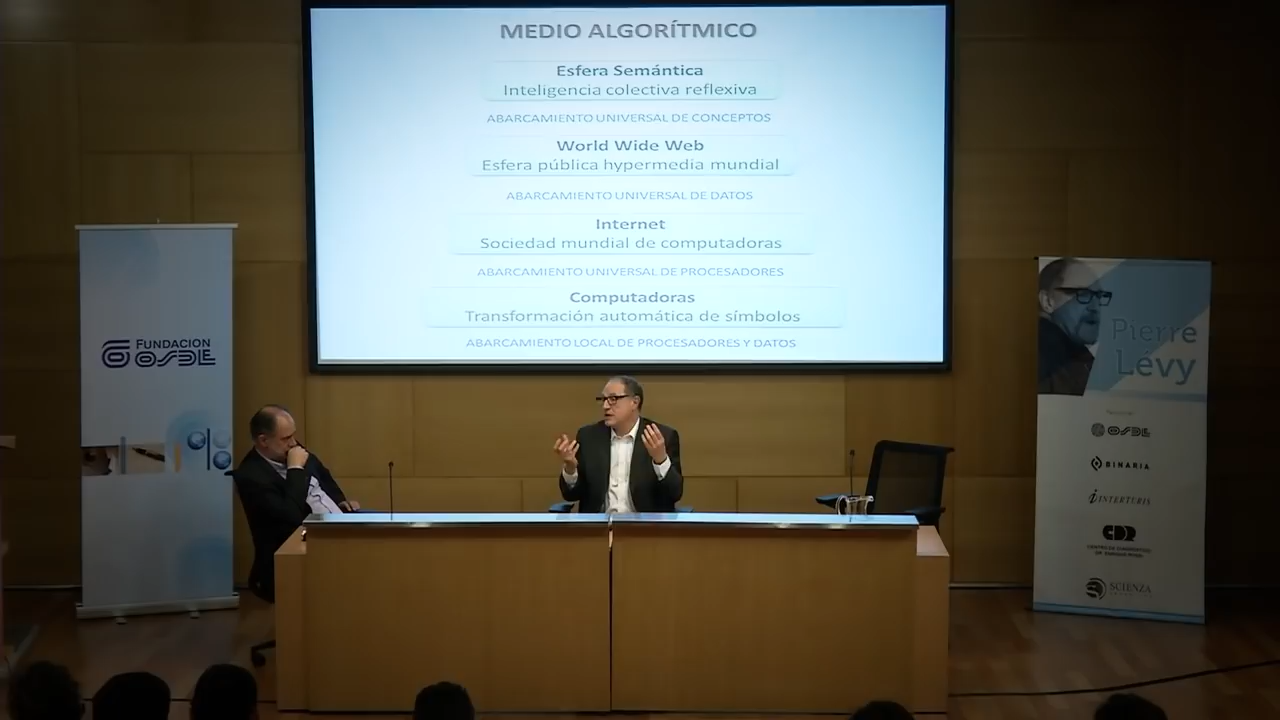 MEDIO ALGORÍTMICO
Esfera Semántica
Inteligencia colectiva reflexiva
ABARCAMIENTO UNIVERSAL DE CONCEPTOS
World Wide Web
Esfera pública hypermedia mundial
ABARCAMIENTO UNIVERSAL DE DATOS
Internet
Sociedad mundial de computadoras
ABARCAMIENTO UNIVERSAL DE PROCESADORES
Computadoras
Transformación automática de símbolos
ABARCAMIENTO LOCAL DE PROCESADORES Y DATOS
FUNDACION
OSDE
Pierre
Lévy
OSDE
BINARIA
INTERTURIS
CDR
SCIENZA